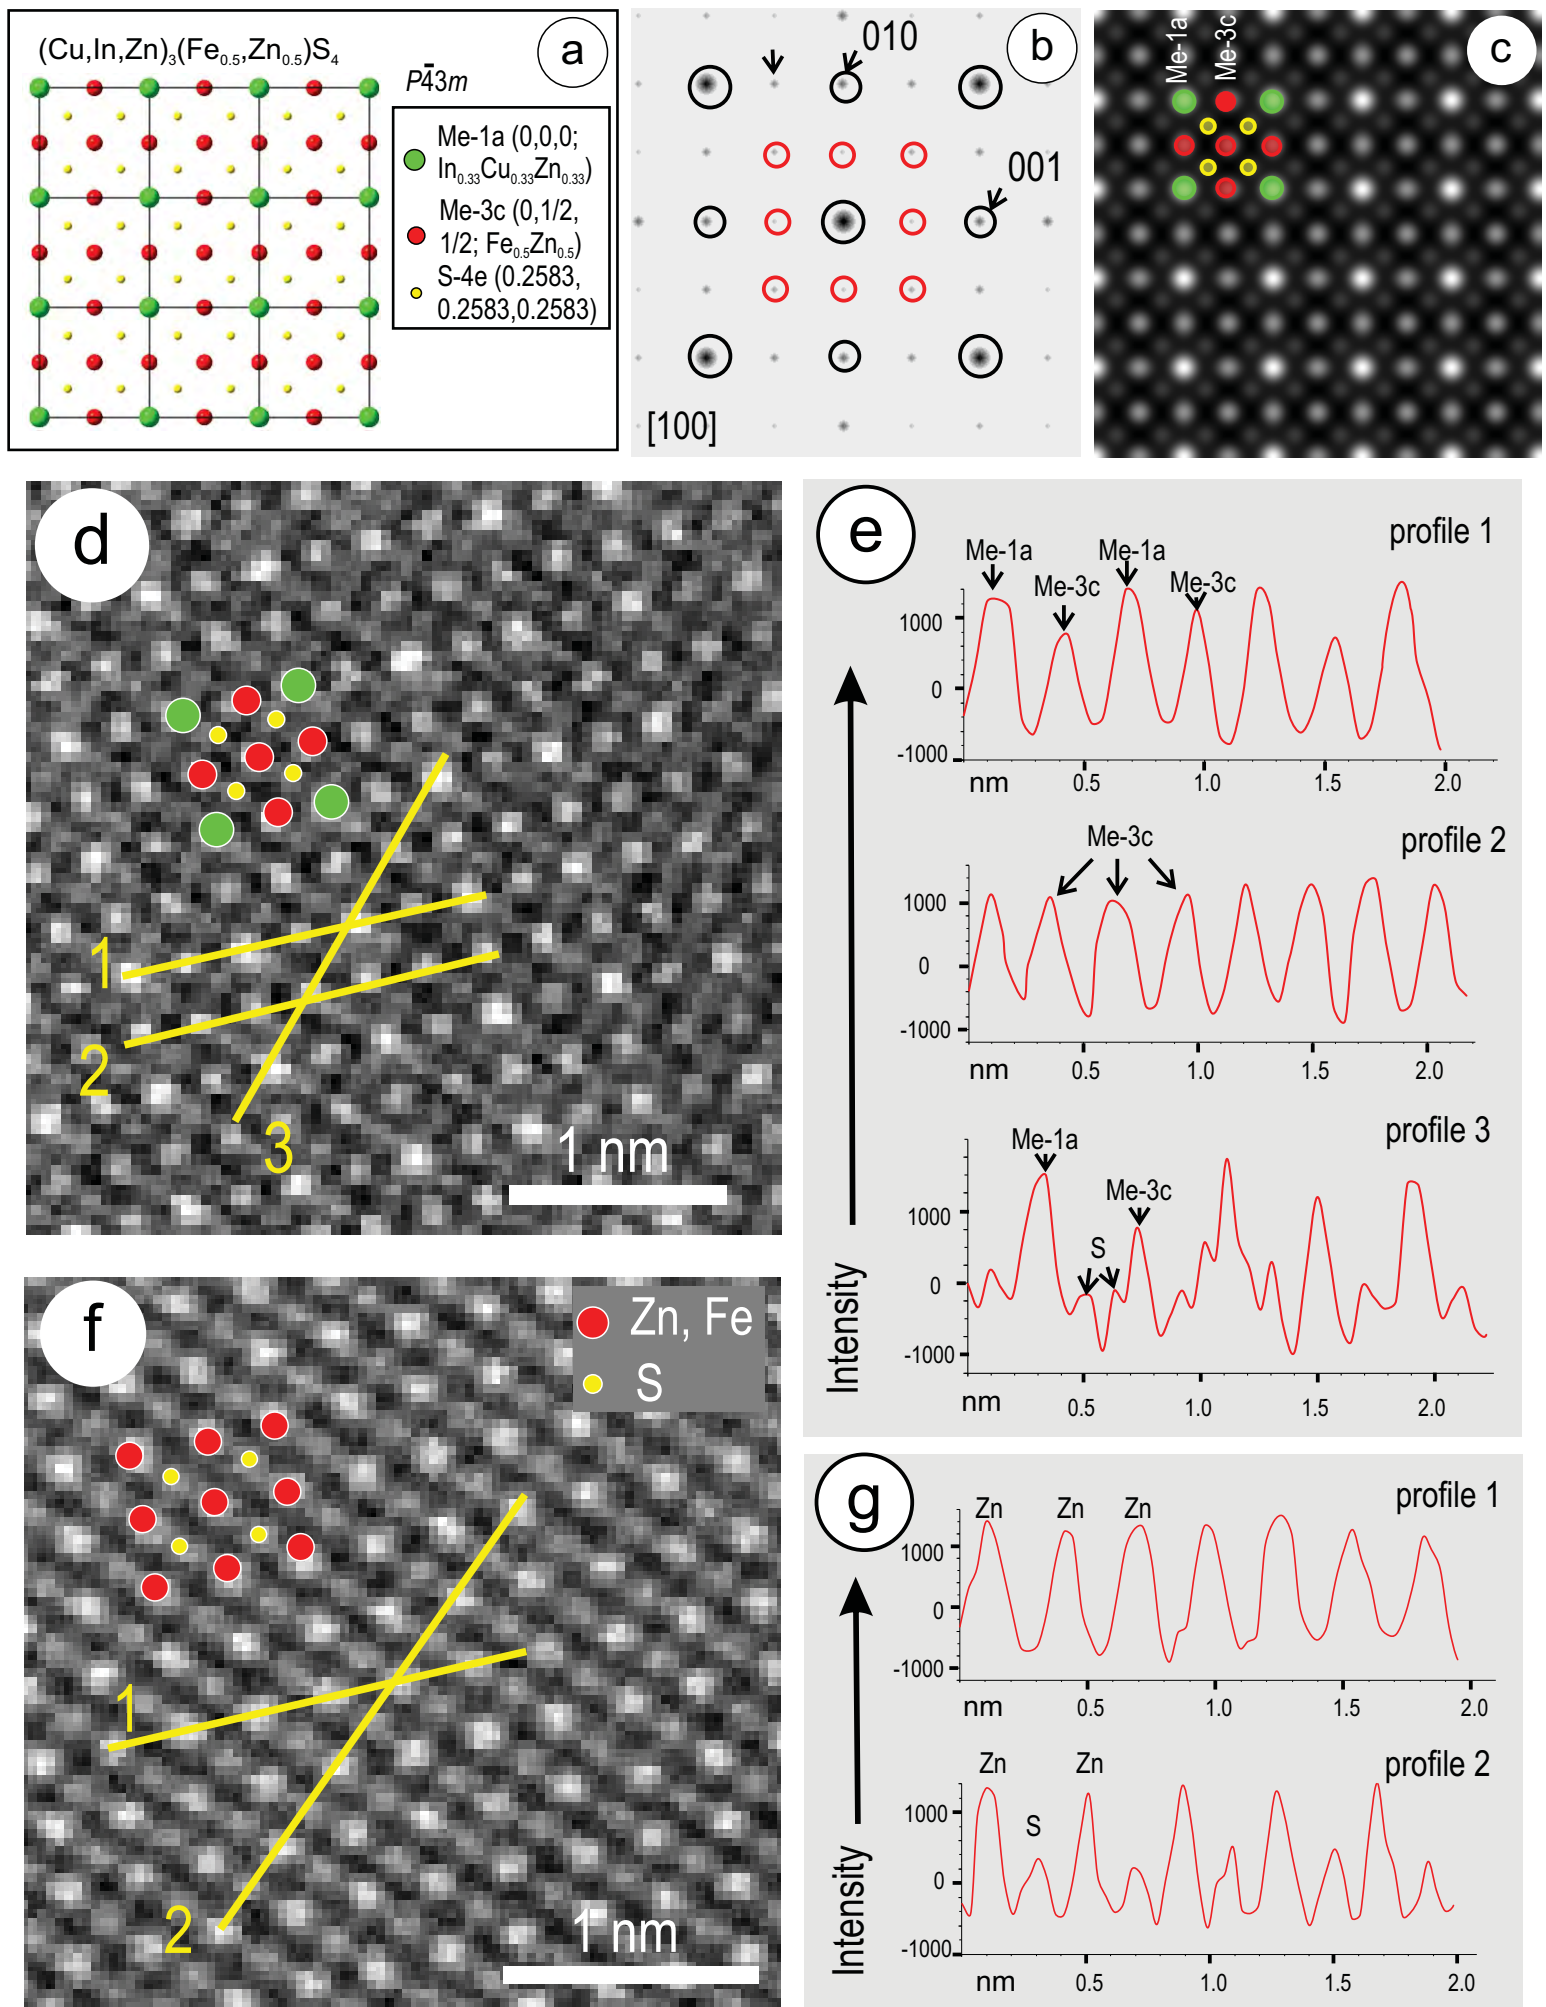 a
(Cu,In,Zn)₃(Fe₀.₅,Zn₀.₅)S₄
P4̄3m
Me-1a (0,0,0;
In₀.₃₃Cu₀.₃₃Zn₀.₃₃)
Me-3c (0,1/2,
1/2; Fe₀.₅Zn₀.₅)
S-4e (0.2583,
0.2583,0.2583)
b
010
001
[100]
c
Me-1a
Me-3c
d
1
2
3
1 nm
e
profile 1
Me-1a
Me-3c
Me-1a
Me-3c
1000
0
-1000
nm 0.5 1.0 1.5 2.0
profile 2
Me-3c
1000
0
-1000
nm 0.5 1.0 1.5 2.0
profile 3
Me-1a
S
Me-3c
1000
0
-1000
nm 0.5 1.0 1.5 2.0
Intensity
f
Zn, Fe
S
1
2
1 nm
g
profile 1
Zn Zn Zn
1000
0
-1000
nm 0.5 1.0 1.5 2.0
profile 2
Zn S Zn
1000
0
-1000
nm 0.5 1.0 1.5 2.0
Intensity